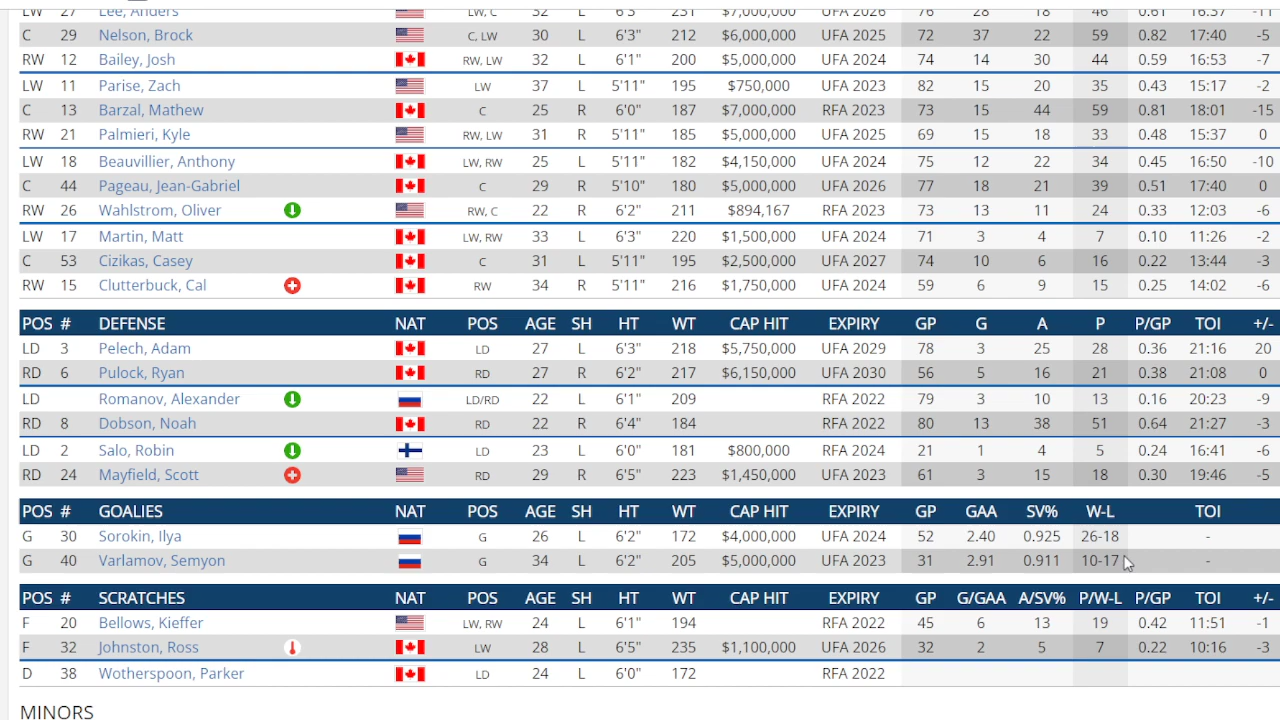 LW 27 Lee, Anders LW, C 32 L 6'3" 231 $7,000,000 UFA 2026 76 28 18 0.61 16:37 -11
C 29 Nelson, Brock C, LW 30 L 6'3" 212 $6,000,000 UFA 2025 72 37 22 59 0.82 17:40 -5
RW 12 Bailey, Josh RW, LW 32 L 6'1" 200 $5,000,000 UFA 2024 74 14 30 44 0.59 16:53 -7
LW 11 Parise, Zach LW 37 L 5'11" 195 $750,000 UFA 2023 82 15 20 35 0.43 15:17 -2
C 13 Barzal, Mathew C 25 R 6'0" 187 $7,000,000 RFA 2023 73 15 44 59 0.81 18:01 -15
RW 21 Palmieri, Kyle RW, LW 31 R 5'11" 185 $5,000,000 UFA 2025 69 15 18 33 0.48 15:37 0
LW 18 Beauvillier, Anthony LW, RW 25 L 5'11" 182 $4,150,000 UFA 2024 75 12 22 34 0.45 16:50 -10
C 44 Pageau, Jean-Gabriel C 29 R 5'10" 180 $5,000,000 UFA 2026 77 18 21 39 0.51 17:40 0
RW 26 Wahlstrom, Oliver RW, C 22 R 6'2" 211 $894,167 RFA 2023 73 13 11 24 0.33 12:03 -6
LW 17 Martin, Matt LW, RW 33 L 6'3" 220 $1,500,000 UFA 2024 71 3 4 7 0.10 11:26 -2
C 53 Cizikas, Casey C 31 L 5'11" 195 $2,500,000 UFA 2027 74 10 6 16 0.22 13:44 -3
RW 15 Clutterbuck, Cal RW 34 R 5'11" 216 $1,750,000 UFA 2024 59 6 9 15 0.25 14:02 -6
POS # DEFENSE NAT POS AGE SH HT WT CAP HIT EXPIRY GP G A P P/GP TOI +/-
LD 3 Pelech, Adam LD 27 L 6'3" 218 $5,750,000 UFA 2029 78 3 25 28 0.36 21:16 20
RD 6 Pulock, Ryan RD 27 R 6'2" 217 $6,150,000 UFA 2030 56 5 16 21 0.38 21:08 0
LD Romanov, Alexander LD/RD 22 L 6'1" 209 RFA 2022 79 3 10 13 0.16 20:23 -9
RD 8 Dobson, Noah RD 22 R 6'4" 184 RFA 2022 80 13 38 51 0.64 21:27 -3
LD 2 Salo, Robin LD 23 L 6'0" 181 $800,000 RFA 2024 21 1 4 5 0.24 16:41 -6
RD 24 Mayfield, Scott RD 29 R 6'5" 223 $1,450,000 UFA 2023 61 3 15 18 0.30 19:46 -5
POS # GOALIES NAT POS AGE SH HT WT CAP HIT EXPIRY GP GAA SV% W-L TOI
G 30 Sorokin, Ilya G 26 L 6'2" 172 $4,000,000 UFA 2024 52 2.40 0.925 26-18 -
G 40 Varlamov, Semyon G 34 L 6'2" 205 $5,000,000 UFA 2023 31 2.91 0.911 10-17 -
POS # SCRATCHES NAT POS AGE SH HT WT CAP HIT EXPIRY GP G/GAA A/SV% P/W-L P/GP TOI +/-
F 20 Bellows, Kieffer LW, RW 24 L 6'1" 194 RFA 2022 45 6 13 19 0.42 11:51 -1
F 32 Johnston, Ross LW 28 L 6'5" 235 $1,100,000 UFA 2026 32 2 5 7 0.22 10:16 -3
D 38 Wotherspoon, Parker LD 24 L 6'0" 172 RFA 2022
MINORS